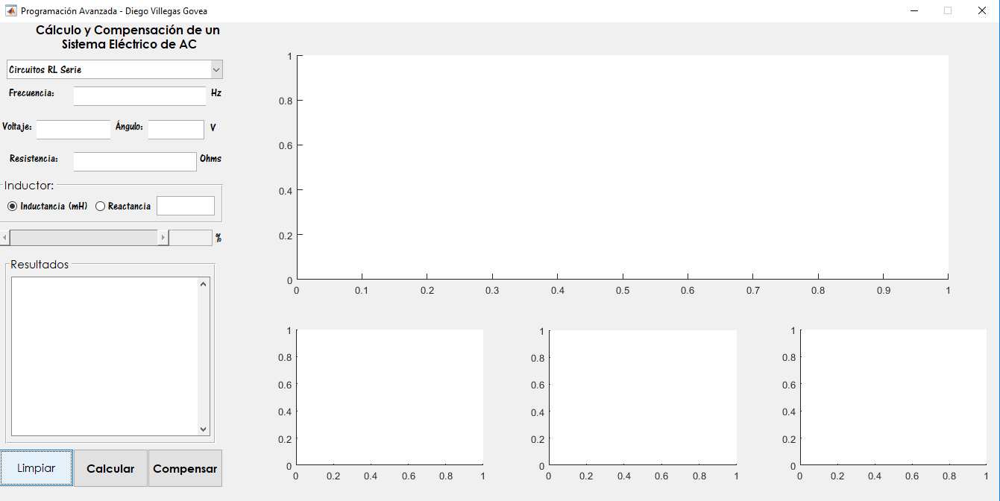 Programación Avanzada - Diego Villegas Govea
Cálculo y Compensación de un
Sistema Eléctrico de AC
Circuitos RL Serie
Frecuencia: Hz
Voltaje: Ángulo: V
Resistencia: Ohms
Inductor:
Inductancia (mH) Reactancia
%
Resultados
Limpiar Calcular Compensar
1
0.8
0.6
0.4
0.2
0
0 0.1 0.2 0.3 0.4 0.5 0.6 0.7 0.8 0.9 1
1
0.8
0.6
0.4
0.2
0
0 0.2 0.4 0.6 0.8 1
1
0.8
0.6
0.4
0.2
0
0 0.2 0.4 0.6 0.8 1
1
0.8
0.6
0.4
0.2
0
0 0.2 0.4 0.6 0.8 1